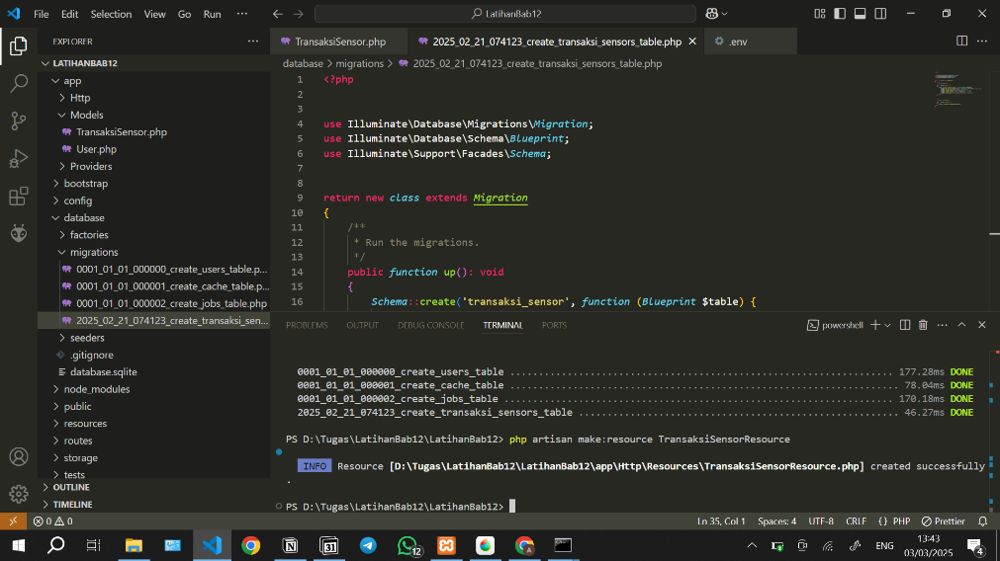 File Edit Selection View Go Run ··· LatihanBab12
EXPLORER ···
TransaksiSensor.php 2025_02_21_074123_create_transaksi_sensors_table.php .env
LATIHANBAB12
database > migrations > 2025_02_21_074123_create_transaksi_sensors_table.php
app
Http
Models
TransaksiSensor.php
User.php
Providers
bootstrap
config
database
factories
migrations
0001_01_01_000000_create_users_table.p...
0001_01_01_000001_create_cache_table.p...
0001_01_01_000002_create_jobs_table.php
2025_02_21_074123_create_transaksi_sen...
seeders
.gitignore
database.sqlite
node_modules
public
resources
routes
storage
tests
OUTLINE
TIMELINE
1 <?php
2
3
4 use Illuminate\Database\Migrations\Migration;
5 use Illuminate\Database\Schema\Blueprint;
6 use Illuminate\Support\Facades\Schema;
7
8
9 return new class extends Migration
10 {
11 /**
12 * Run the migrations.
13 */
14 public function up(): void
15 {
16 Schema::create('transaksi_sensor', function (Blueprint $table) {
PROBLEMS OUTPUT DEBUG CONSOLE TERMINAL PORTS powershell
0001_01_01_000000_create_users_table ........ 177.28ms DONE
0001_01_01_000001_create_cache_table ........ 78.04ms DONE
0001_01_01_000002_create_jobs_table ........ 170.18ms DONE
2025_02_21_074123_create_transaksi_sensors_table ........ 46.27ms DONE
PS D:\Tugas\LatihanBab12\LatihanBab12> php artisan make:resource TransaksiSensorResource
INFO Resource [D:\Tugas\LatihanBab12\LatihanBab12\app\Http\Resources\TransaksiSensorResource.php] created successfully
.
PS D:\Tugas\LatihanBab12\LatihanBab12>
0 0 Ln 35, Col 1 Spaces: 4 UTF-8 CRLF {} PHP Prettier
12 31 A ENG 13:43 03/03/2025 4